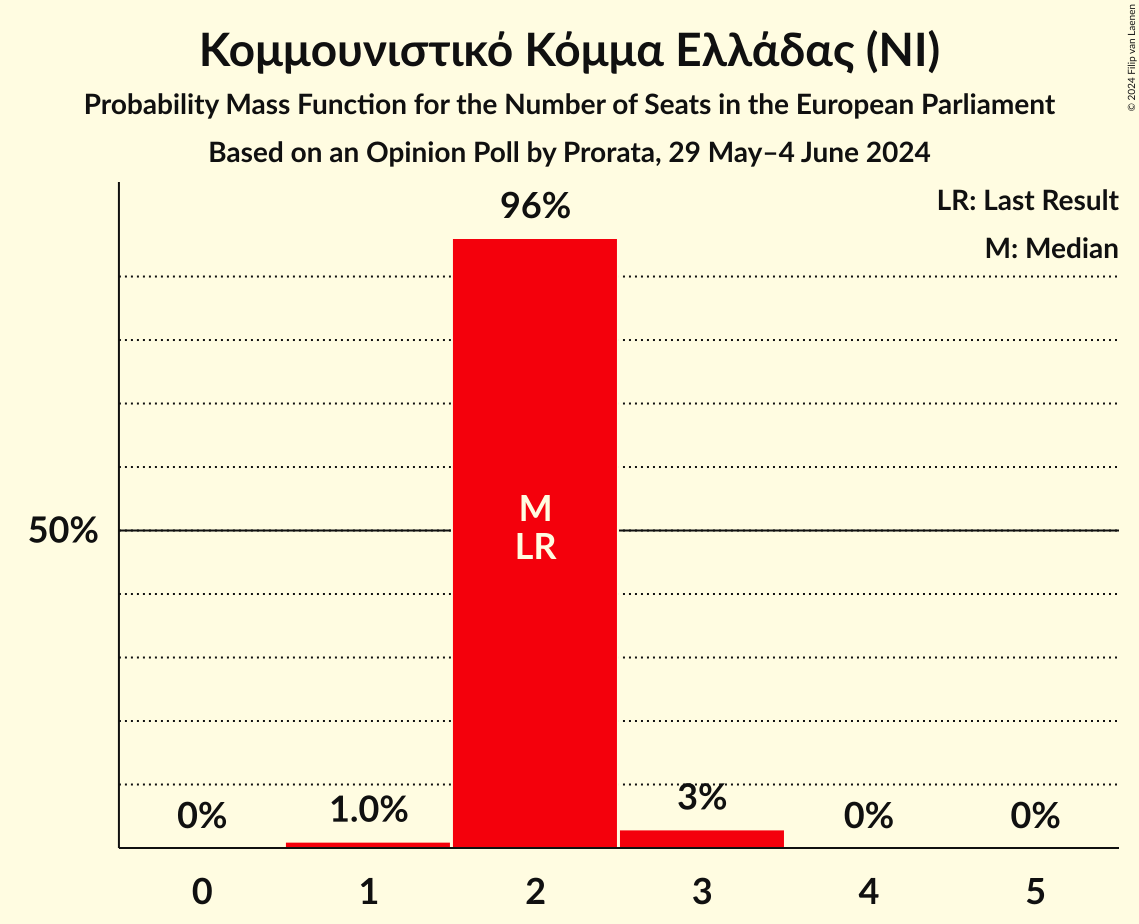 Κομμουνιστικό Κόμμα Ελλάδας (NI)
Probability Mass Function for the Number of Seats in the European Parliament
Based on an Opinion Poll by Prorata, 29 May–4 June 2024
© 2024 Filip van Laenen
LR: Last Result
M: Median
96%
M
LR
50%
0%
1.0%
3%
0%
0%
0
1
2
3
4
5